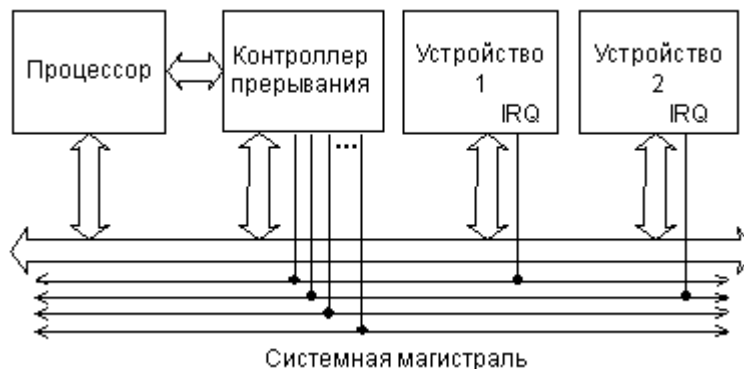 Процессор
Контроллер
прерывания
...
Устройство
1
IRQ
Устройство
2
IRQ
Системная магистраль